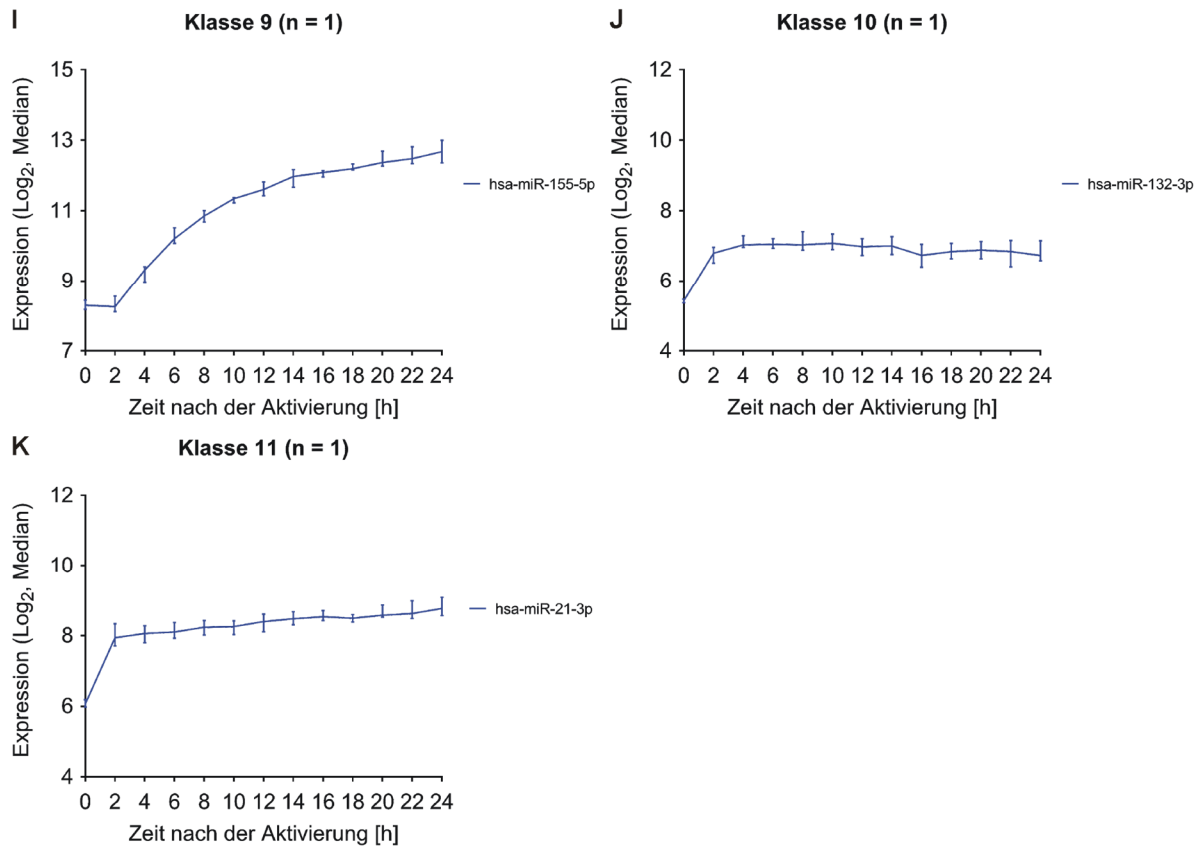 I
Klasse 9 (n = 1)
Expression (Log₂, Median)
15
13
11
9
7
0 2 4 6 8 10 12 14 16 18 20 22 24
Zeit nach der Aktivierung [h]
hsa-miR-155-5p
J
Klasse 10 (n = 1)
Expression (Log₂, Median)
12
10
8
6
4
0 2 4 6 8 10 12 14 16 18 20 22 24
Zeit nach der Aktivierung [h]
hsa-miR-132-3p
K
Klasse 11 (n = 1)
Expression (Log₂, Median)
12
10
8
6
4
0 2 4 6 8 10 12 14 16 18 20 22 24
Zeit nach der Aktivierung [h]
hsa-miR-21-3p